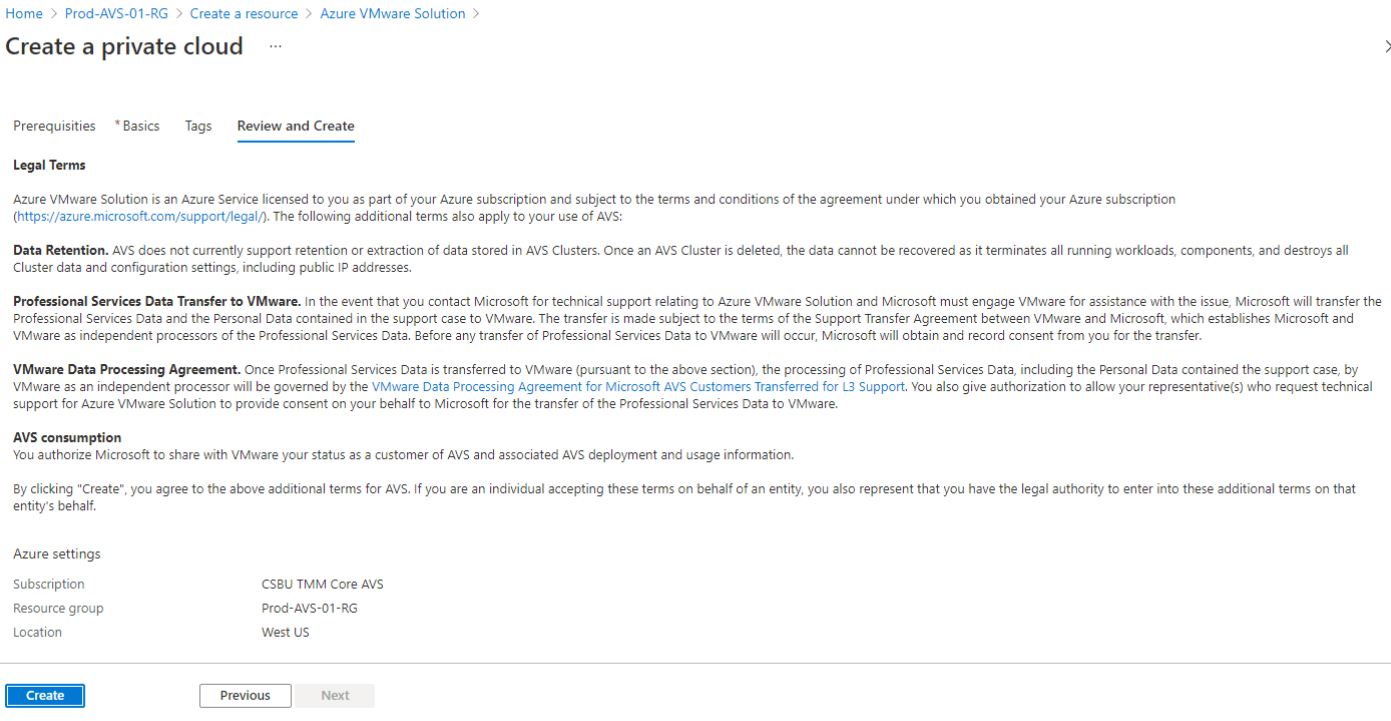 Home > Prod-AVS-01-RG > Create a resource > Azure VMware Solution >
Create a private cloud ...
Prerequisities * Basics Tags Review and Create
Legal Terms
Azure VMware Solution is an Azure Service licensed to you as part of your Azure subscription and subject to the terms and conditions of the agreement under which you obtained your Azure subscription
(https://azure.microsoft.com/support/legal/). The following additional terms also apply to your use of AVS:
Data Retention. AVS does not currently support retention or extraction of data stored in AVS Clusters. Once an AVS Cluster is deleted, the data cannot be recovered as it terminates all running workloads, components, and destroys all
Cluster data and configuration settings, including public IP addresses.
Professional Services Data Transfer to VMware. In the event that you contact Microsoft for technical support relating to Azure VMware Solution and Microsoft must engage VMware for assistance with the issue, Microsoft will transfer the
Professional Services Data and the Personal Data contained in the support case to VMware. The transfer is made subject to the terms of the Support Transfer Agreement between VMware and Microsoft, which establishes Microsoft and
VMware as independent processors of the Professional Services Data. Before any transfer of Professional Services Data to VMware will occur, Microsoft will obtain and record consent from you for the transfer.
VMware Data Processing Agreement. Once Professional Services Data is transferred to VMware (pursuant to the above section), the processing of Professional Services Data, including the Personal Data contained the support case, by
VMware as an independent processor will be governed by the VMware Data Processing Agreement for Microsoft AVS Customers Transferred for L3 Support. You also give authorization to allow your representative(s) who request technical
support for Azure VMware Solution to provide consent on your behalf to Microsoft for the transfer of the Professional Services Data to VMware.
AVS consumption
You authorize Microsoft to share with VMware your status as a customer of AVS and associated AVS deployment and usage information.
By clicking "Create", you agree to the above additional terms for AVS. If you are an individual accepting these terms on behalf of an entity, you also represent that you have the legal authority to enter into these additional terms on that
entity's behalf.
Azure settings
Subscription CSBU TMM Core AVS
Resource group Prod-AVS-01-RG
Location West US
Create Previous Next